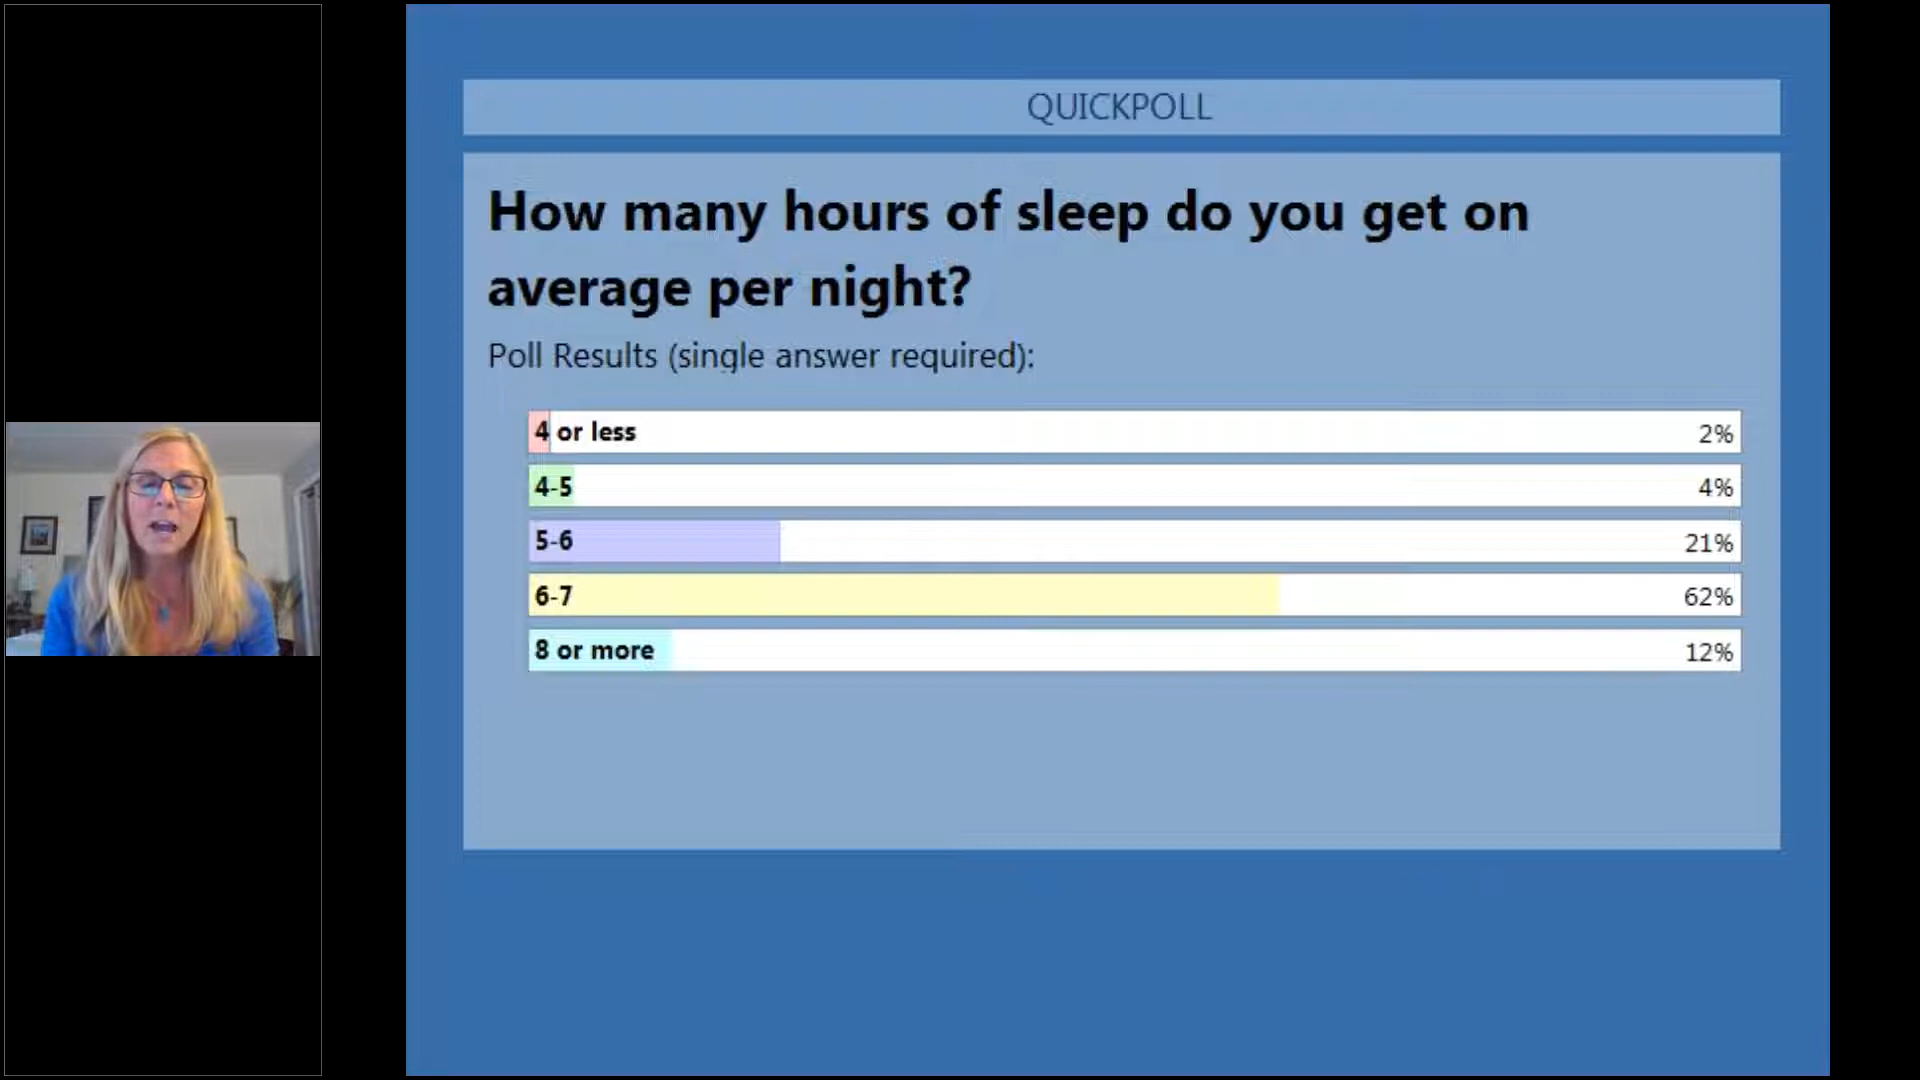 QUICKPOLL
How many hours of sleep do you get on
average per night?
Poll Results (single answer required):
4 or less 2%
4-5 4%
5-6 21%
6-7 62%
8 or more 12%